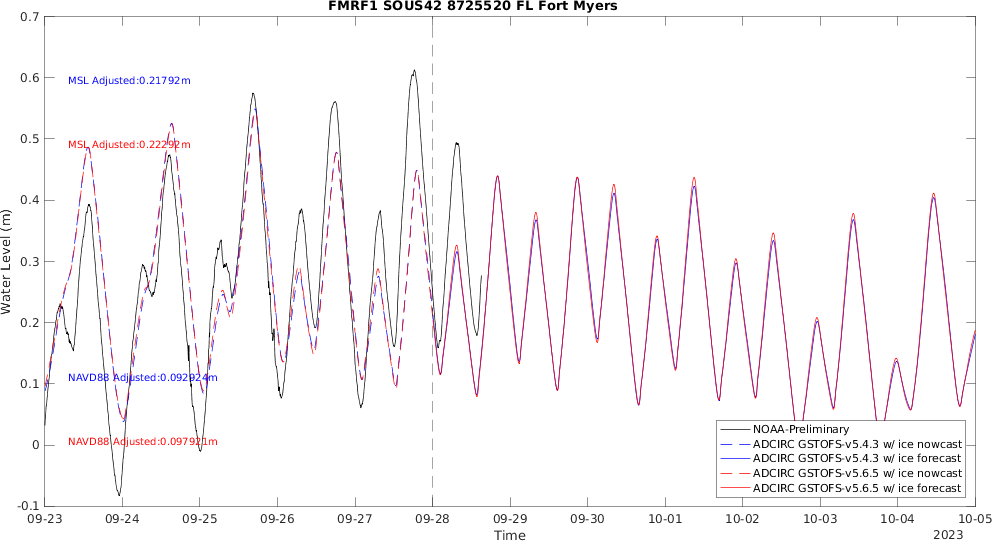 FMRF1 SOUS42 8725520 FL Fort Myers
0.7
0.6
0.5
0.4
0.3
0.2
0.1
0
-0.1
Water Level (m)
MSL Adjusted:0.21792m
MSL Adjusted:0.22292m
NAVD88 Adjusted:0.092924m
NAVD88 Adjusted:0.097921m
NOAA-Preliminary
ADCIRC GSTOFS-v5.4.3 w/ ice nowcast
ADCIRC GSTOFS-v5.4.3 w/ ice forecast
ADCIRC GSTOFS-v5.6.5 w/ ice nowcast
ADCIRC GSTOFS-v5.6.5 w/ ice forecast
09-23 09-24 09-25 09-26 09-27 09-28 09-29 09-30 10-01 10-02 10-03 10-04 10-05
Time
2023